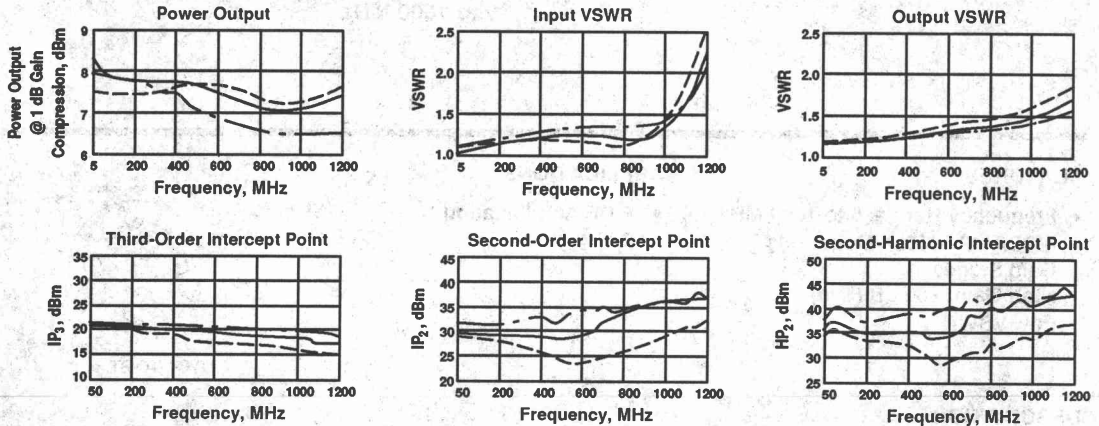 Power Output
Power Output
@ 1 dB Gain
Compression, dBm
9
8
7
6
5 200 400 600 800 1000 1200
Frequency, MHz
Input VSWR
VSWR
2.5
2.0
1.5
1.0
5 200 400 600 800 1000 1200
Frequency, MHz
Output VSWR
VSWR
2.5
2.0
1.5
1.0
5 200 400 600 800 1000 1200
Frequency, MHz
Third-Order Intercept Point
IP3, dBm
35
30
25
20
15
10
50 200 400 600 800 1000 1200
Frequency, MHz
Second-Order Intercept Point
IP2, dBm
45
40
35
30
25
20
50 200 400 600 800 1000 1200
Frequency, MHz
Second-Harmonic Intercept Point
HP2, dBm
50
45
40
35
30
25
50 200 400 600 800 1000 1200
Frequency, MHz